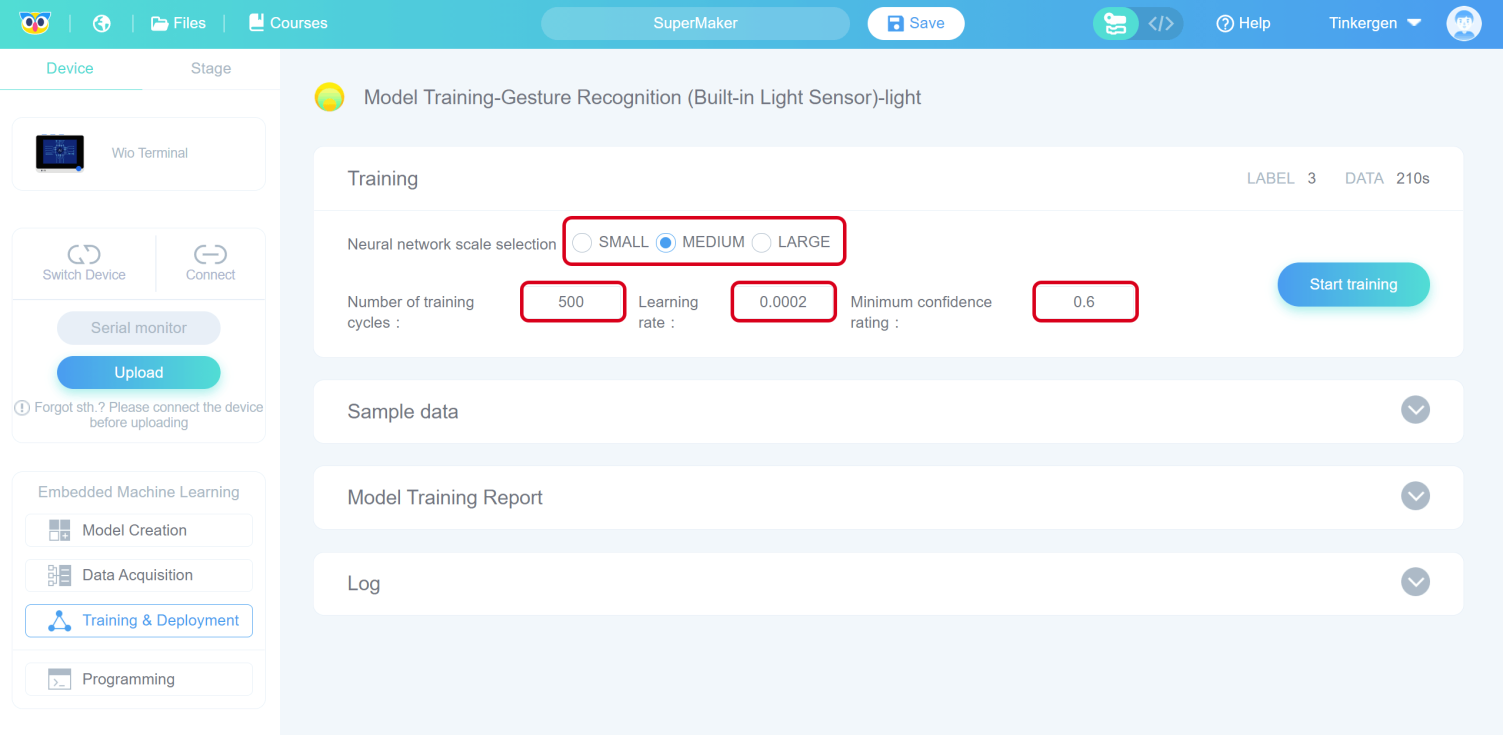 Files
Courses
SuperMaker
Save
</>
Help
Tinkergen
Device
Stage
Wio Terminal
Switch Device
Connect
Serial monitor
Upload
Forgot sth.? Please connect the device
before uploading
Embedded Machine Learning
Model Creation
Data Acquisition
Training & Deployment
Programming
Model Training-Gesture Recognition (Built-in Light Sensor)-light
Training
LABEL 3 DATA 210s
Neural network scale selection SMALL MEDIUM LARGE
Number of training
cycles :
500
Learning
rate :
0.0002
Minimum confidence
rating :
0.6
Start training
Sample data
Model Training Report
Log